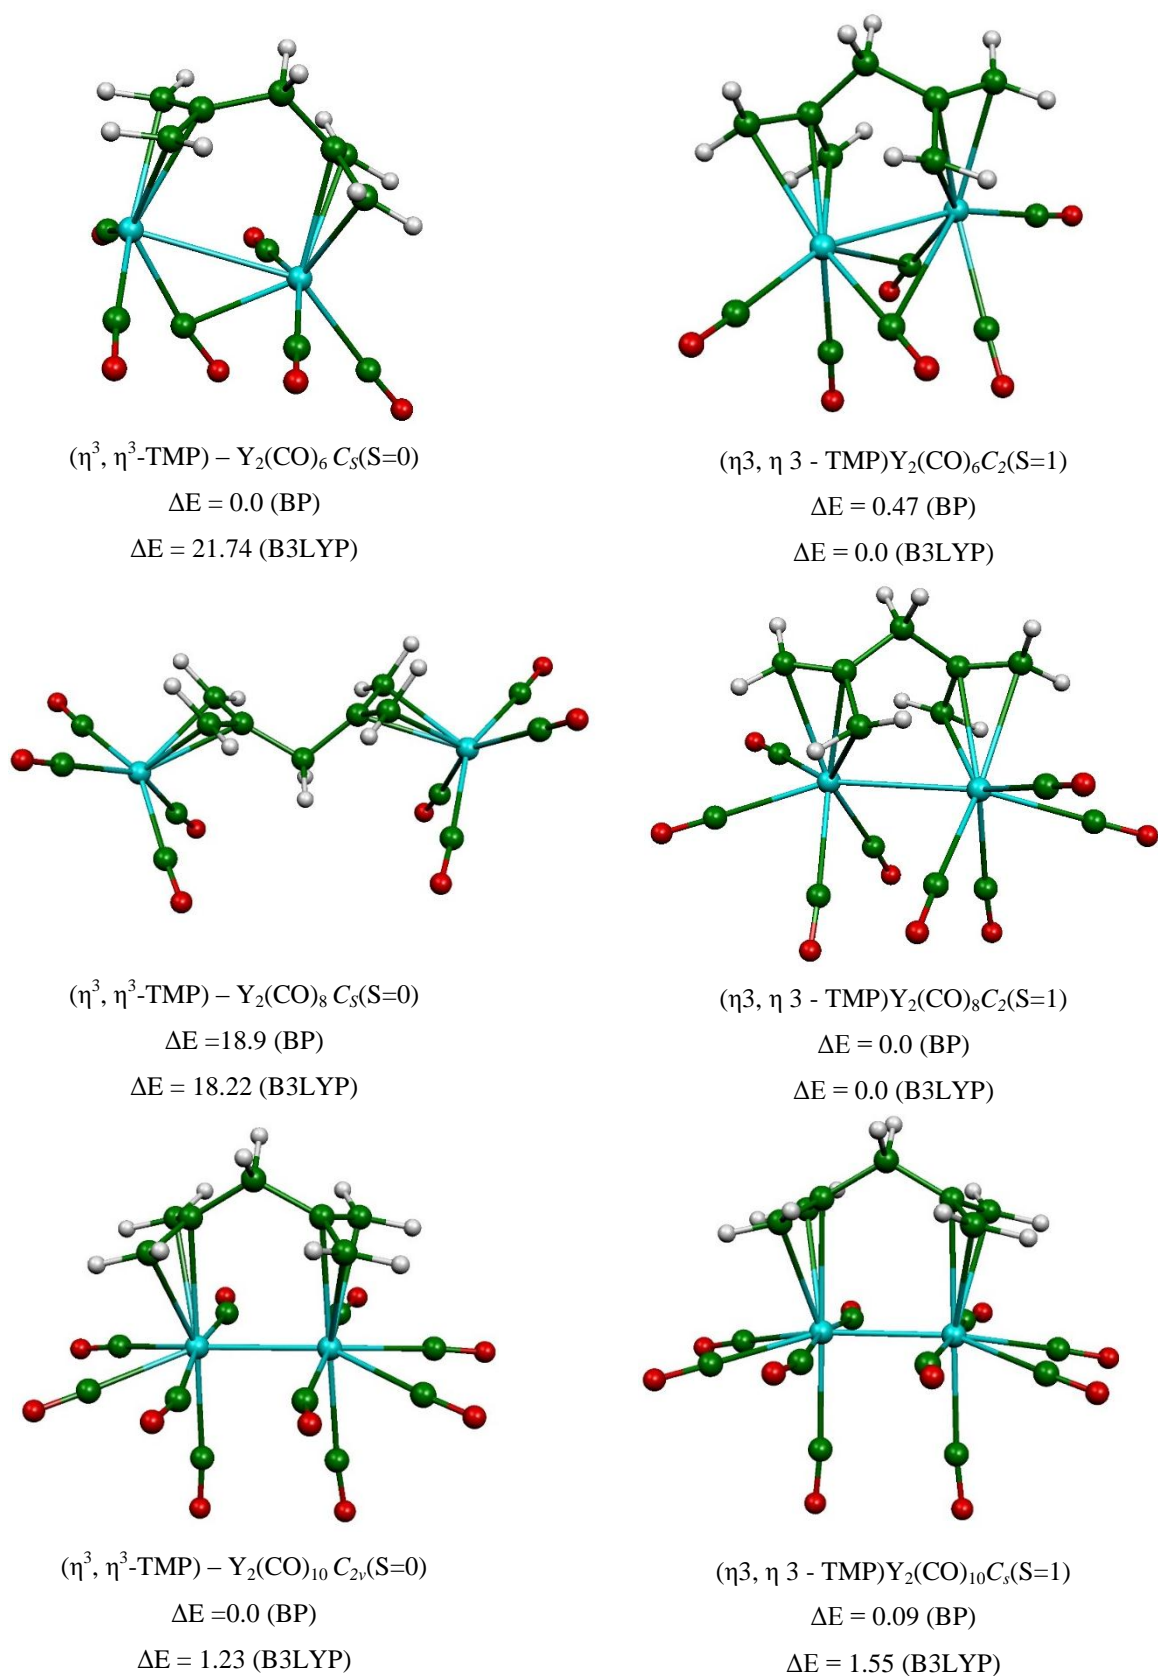 (η³, η³-TMP) – Y₂(CO)₆ Cₛ(S=0)
ΔE = 0.0 (BP)
ΔE = 21.74 (B3LYP)
(η3, η 3 - TMP)Y₂(CO)₆C₂(S=1)
ΔE = 0.47 (BP)
ΔE = 0.0 (B3LYP)
(η³, η³-TMP) – Y₂(CO)₈ Cₛ(S=0)
ΔE =18.9 (BP)
ΔE = 18.22 (B3LYP)
(η3, η 3 - TMP)Y₂(CO)₈C₂(S=1)
ΔE = 0.0 (BP)
ΔE = 0.0 (B3LYP)
(η³, η³-TMP) – Y₂(CO)₁₀ C₂ᵥ(S=0)
ΔE =0.0 (BP)
ΔE = 1.23 (B3LYP)
(η3, η 3 - TMP)Y₂(CO)₁₀Cₛ(S=1)
ΔE = 0.09 (BP)
ΔE = 1.55 (B3LYP)